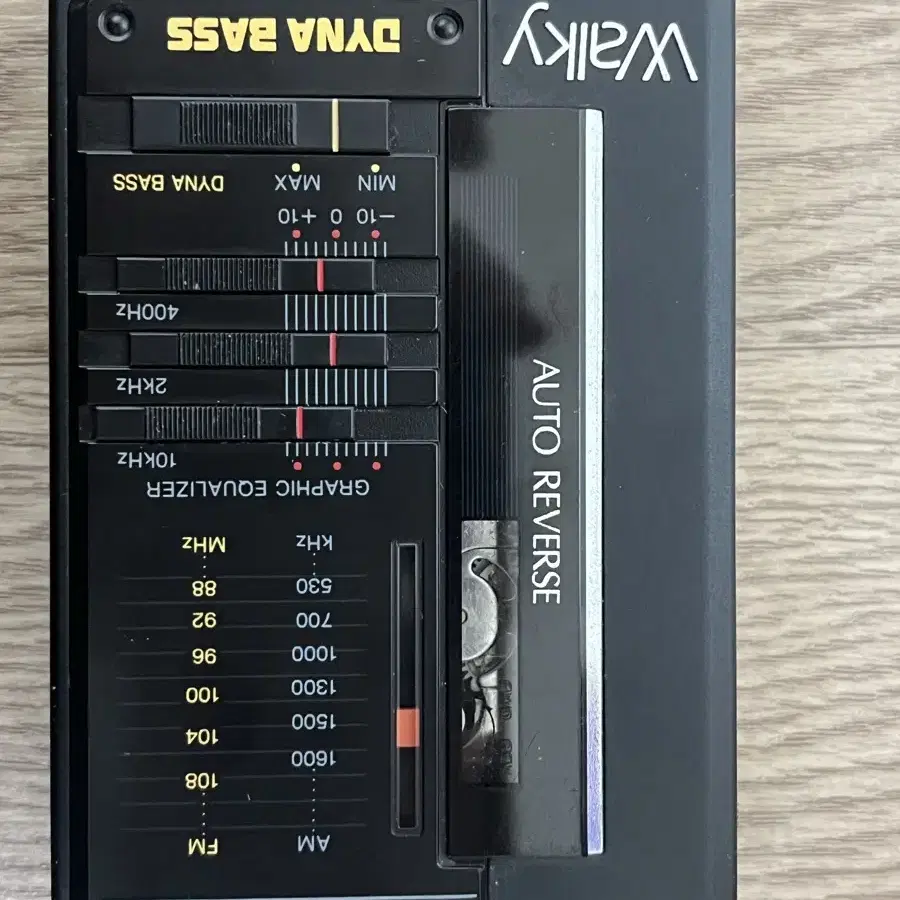 AM FM
1600 108
1500 104
1300 100
1000 96
700 92
530 88
kHz MHz
GRAPHIC EQUALIZER
10kHz
2kHz
400Hz
−10 0 +10
MIN MAX DYNA BASS
DYNA BASS
Walky
AUTO REVERSE